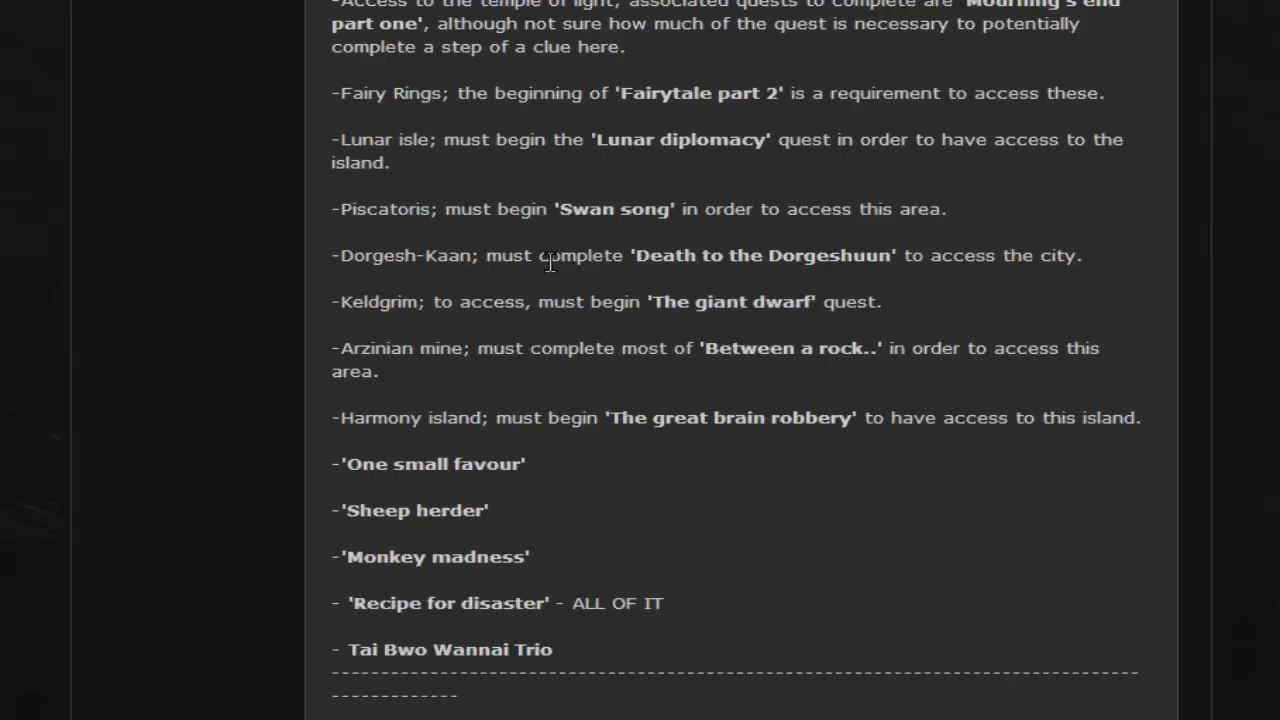 -Access to the temple of light; associated quests to complete are 'Mourning's end
part one', although not sure how much of the quest is necessary to potentially
complete a step of a clue here.
-Fairy Rings; the beginning of 'Fairytale part 2' is a requirement to access these.
-Lunar isle; must begin the 'Lunar diplomacy' quest in order to have access to the
island.
-Piscatoris; must begin 'Swan song' in order to access this area.
-Dorgesh-Kaan; must complete 'Death to the Dorgeshuun' to access the city.
-Keldgrim; to access, must begin 'The giant dwarf' quest.
-Arzinian mine; must complete most of 'Between a rock..' in order to access this
area.
-Harmony island; must begin 'The great brain robbery' to have access to this island.
-'One small favour'
-'Sheep herder'
-'Monkey madness'
- 'Recipe for disaster' - ALL OF IT
- Tai Bwo Wannai Trio